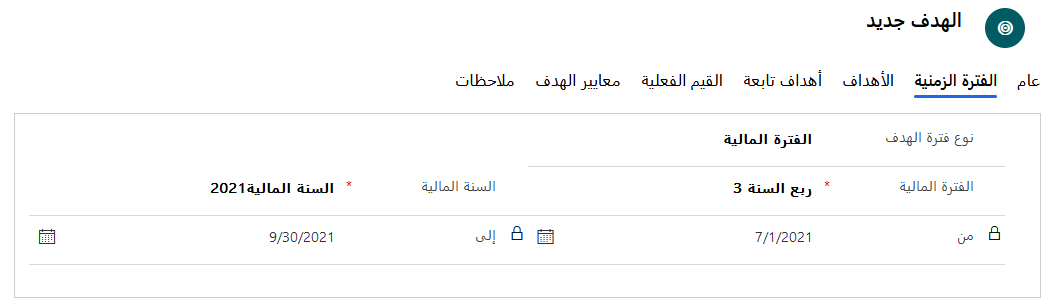 الهدف جديد
عام الفترة الزمنية الأهداف أهداف تابعة القيم الفعلية معايير الهدف ملاحظات
نوع فترة الهدف الفترة المالية
الفترة المالية * ربع السنة 3 السنة المالية * السنة المالية2021
من 7/1/2021 إلى 9/30/2021